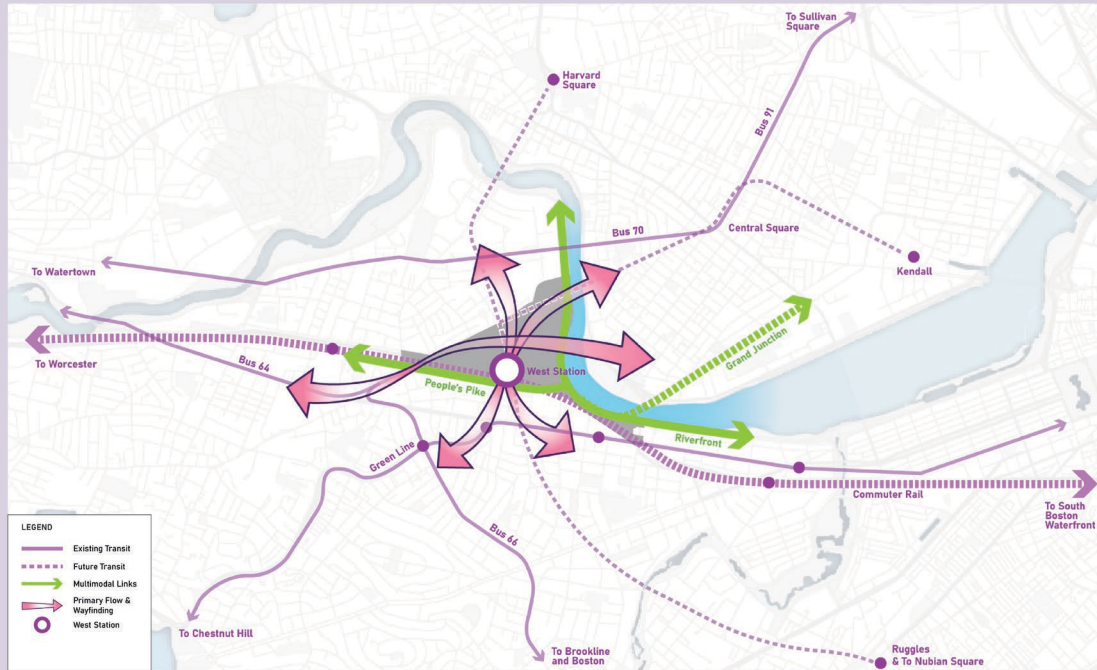 To Sullivan
Square
Harvard
Square
Bus 91
Bus 70
Central Square
Kendall
To Watertown
Grand Junction
To Worcester
Bus 64
West Station
People's Pike
Riverfront
Green Line
Commuter Rail
To South
Boston
Waterfront
Bus 66
LEGEND
Existing Transit
Future Transit
Multimodal Links
Primary Flow &
Wayfinding
West Station
To Chestnut Hill
To Brookline
and Boston
Ruggles
& To Nubian Square